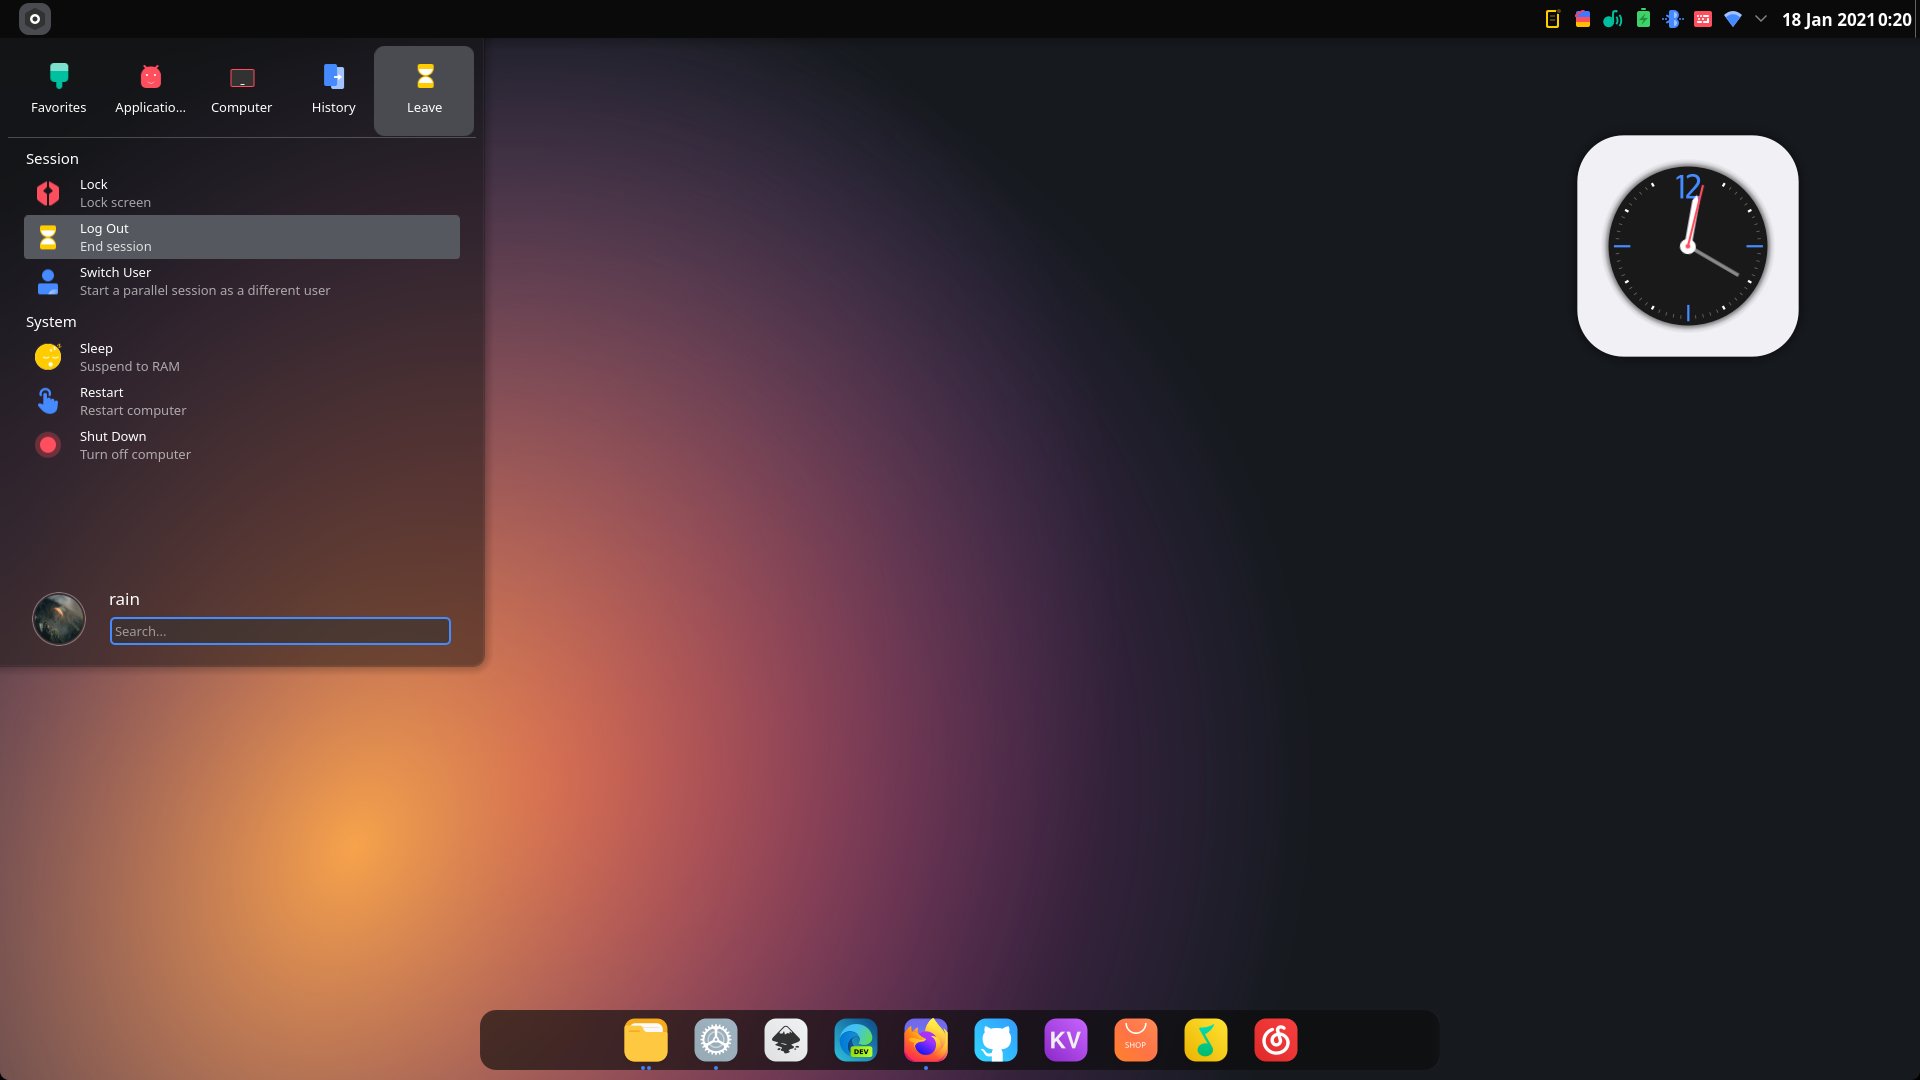 18 Jan 2021 0:20
Favorites
Applicatio...
Computer
History
Leave
Session
Lock
Lock screen
Log Out
End session
Switch User
Start a parallel session as a different user
System
Sleep
Suspend to RAM
Restart
Restart computer
Shut Down
Turn off computer
rain
Search...
12
DEV
KV
SHOP